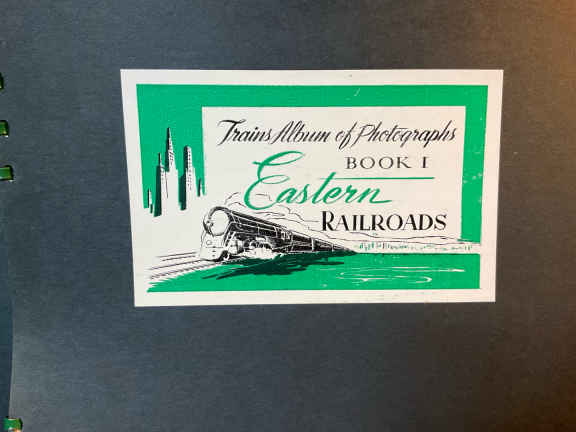 Trains Album of Photographs
BOOK I
Eastern
RAILROADS